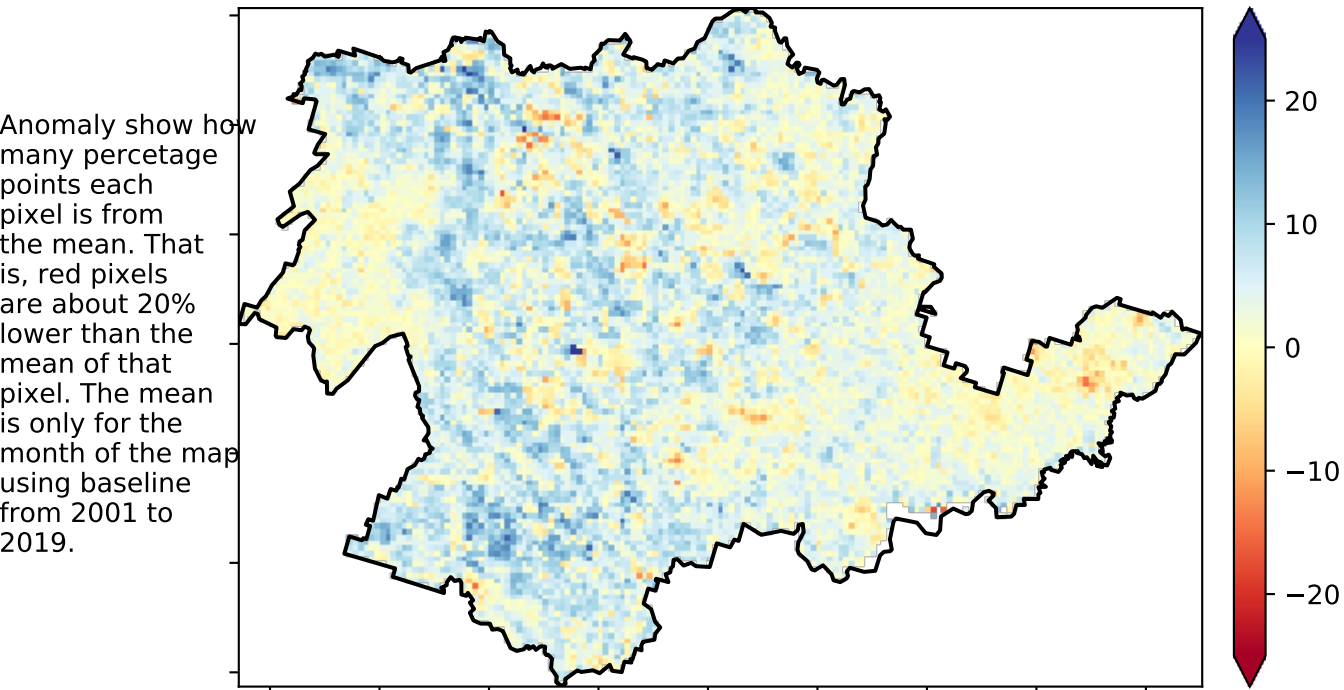 Anomaly show how
many percetage
points each
pixel is from
the mean. That
is, red pixels
are about 20%
lower than the
mean of that
pixel. The mean
is only for the
month of the map
using baseline
from 2001 to
2019.
20
10
0
−10
−20